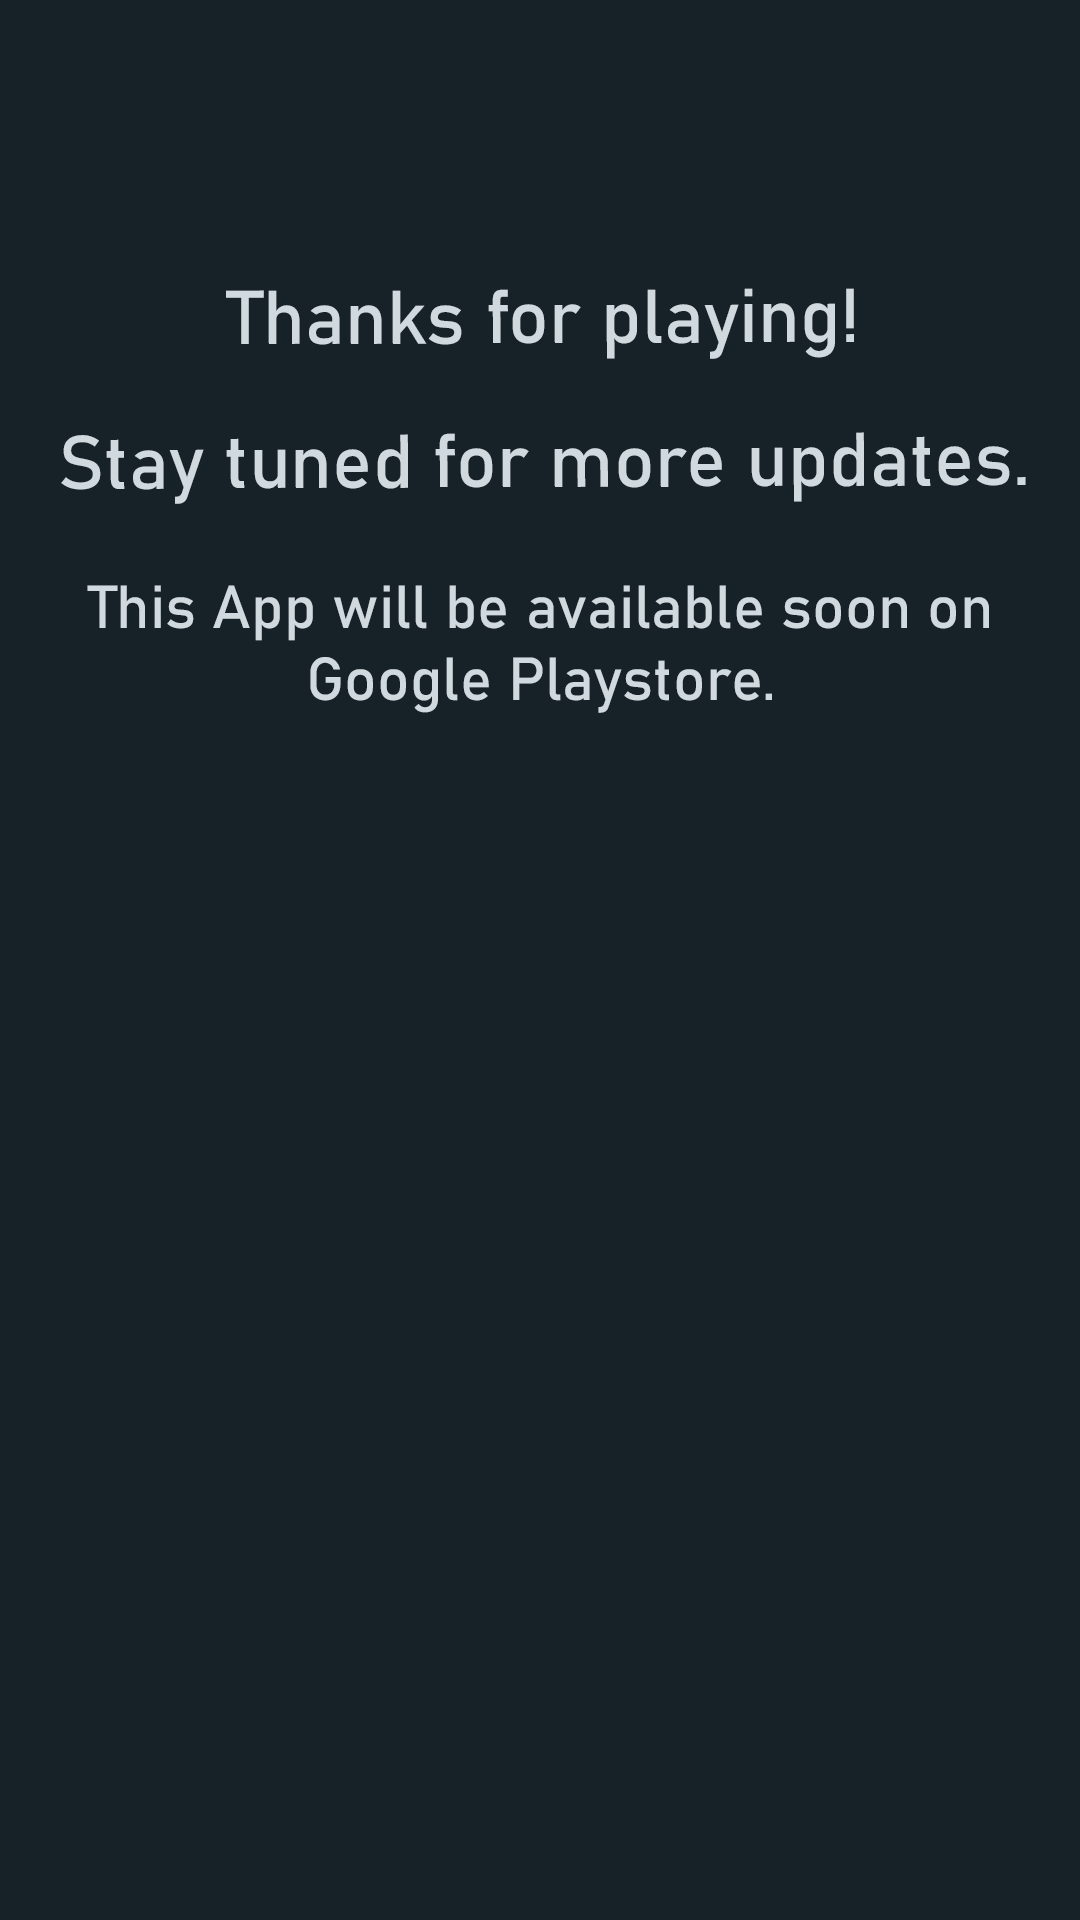 Thanks for playing!
Stay tuned for more updates.
This App will be available soon on
Google Playstore.